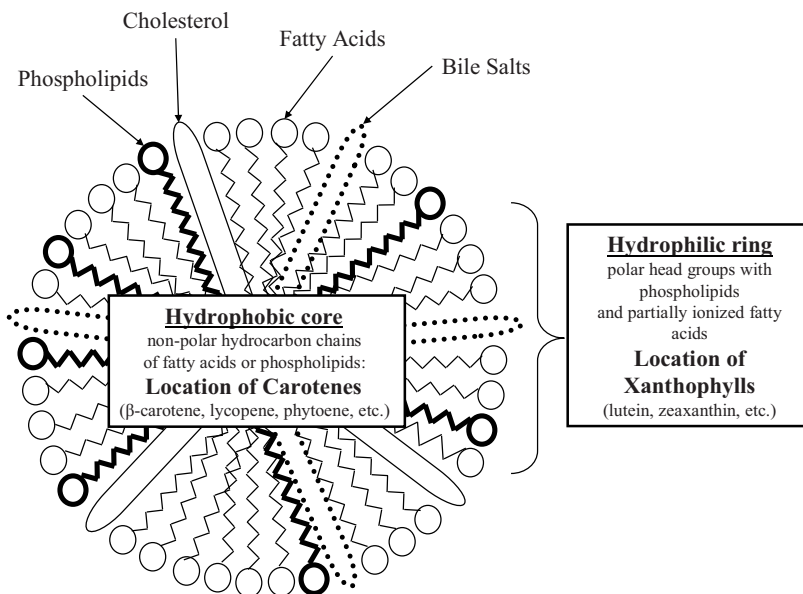 Cholesterol
Fatty Acids
Phospholipids
Bile Salts
Hydrophobic core
non-polar hydrocarbon chains
of fatty acids or phospholipids:
Location of Carotenes
(β-carotene, lycopene, phytoene, etc.)
Hydrophilic ring
polar head groups with
phospholipids
and partially ionized fatty
acids
Location of
Xanthophylls
(lutein, zeaxanthin, etc.)